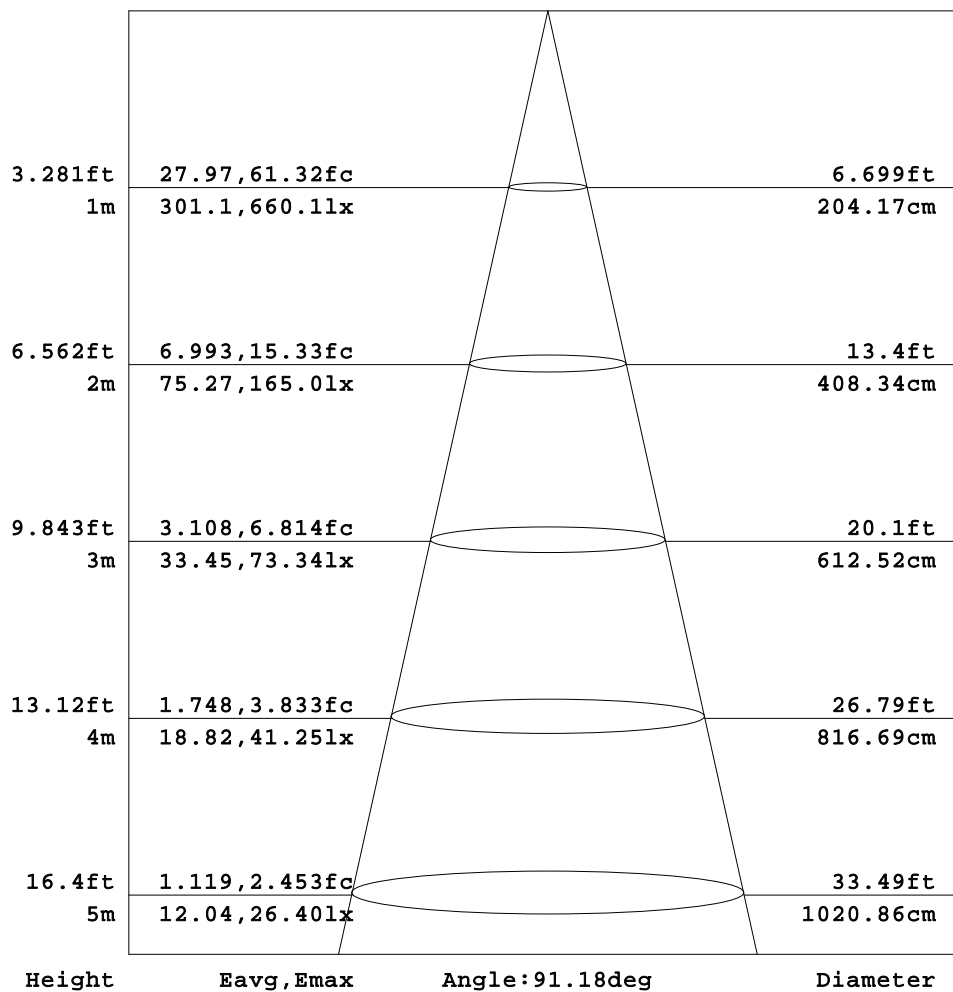 3.281ft 27.97,61.32fc 6.699ft
1m 301.1,660.1lx 204.17cm
6.562ft 6.993,15.33fc 13.4ft
2m 75.27,165.0lx 408.34cm
9.843ft 3.108,6.814fc 20.1ft
3m 33.45,73.34lx 612.52cm
13.12ft 1.748,3.833fc 26.79ft
4m 18.82,41.25lx 816.69cm
16.4ft 1.119,2.453fc 33.49ft
5m 12.04,26.40lx 1020.86cm
Height Eavg,Emax Angle:91.18deg Diameter